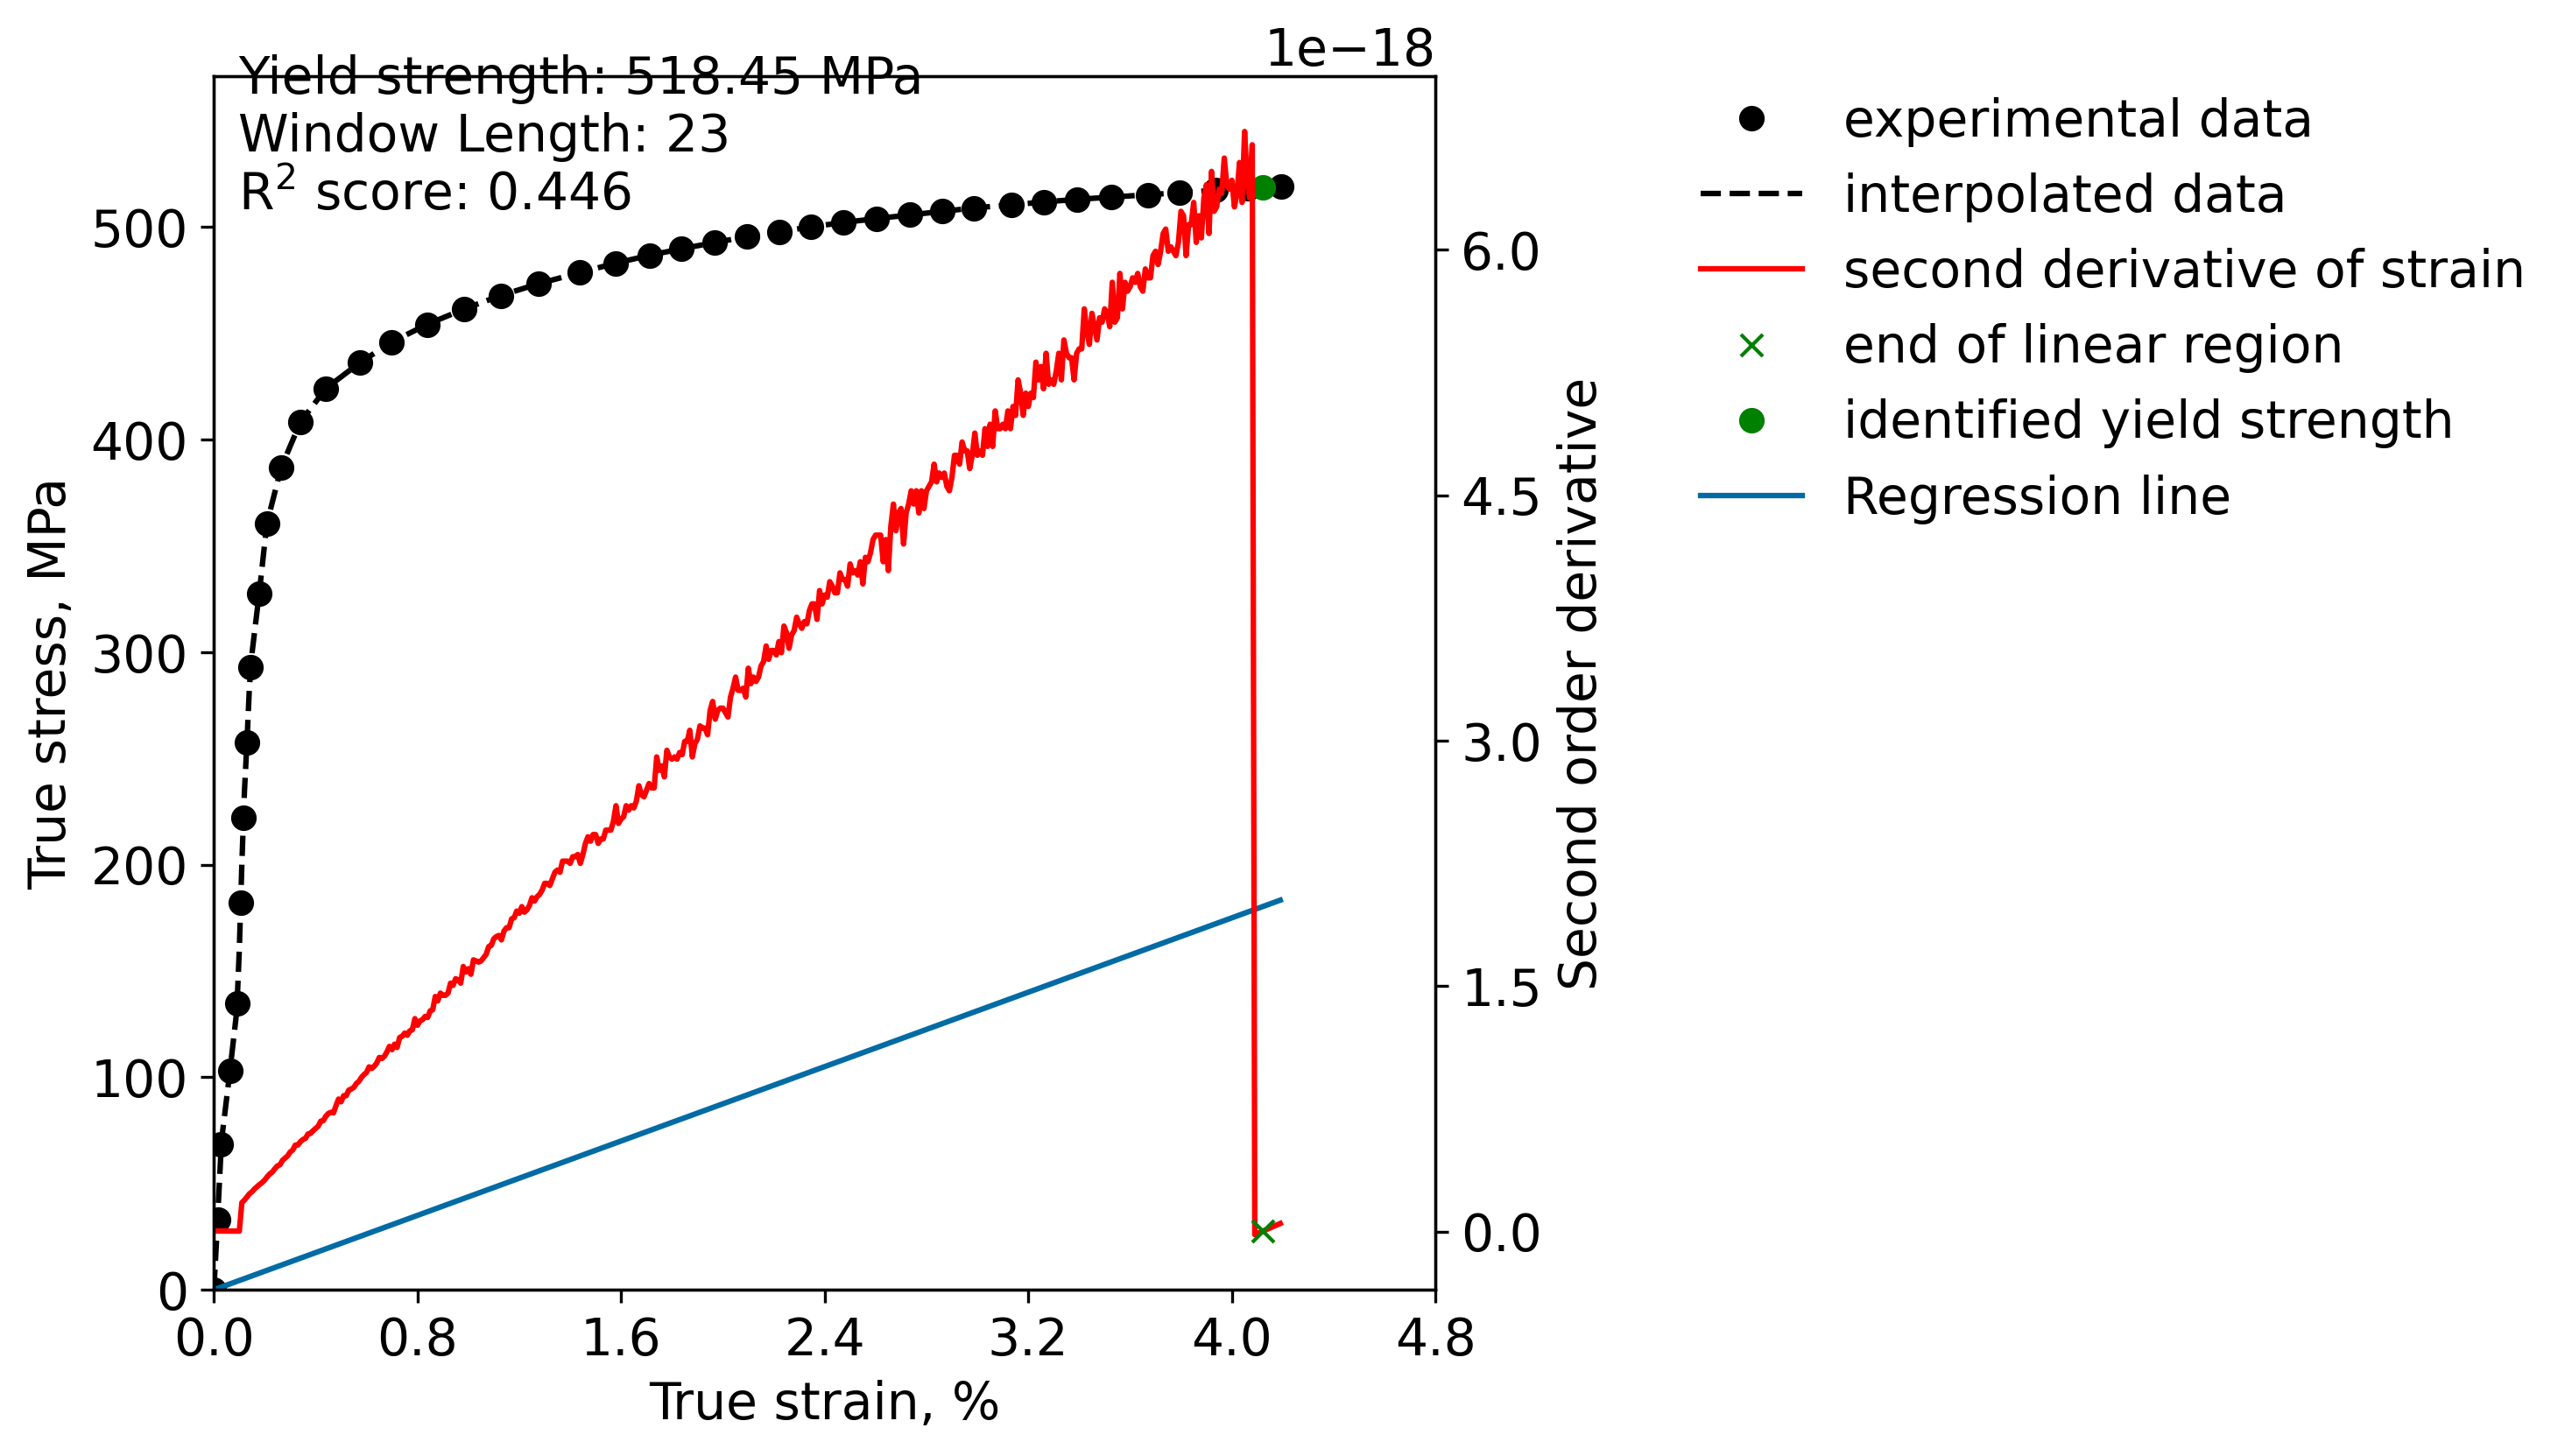 1e−18
Yield strength: 518.45 MPa
Window Length: 23
R² score: 0.446
experimental data
interpolated data
second derivative of strain
end of linear region
identified yield strength
Regression line
True stress, MPa
500
400
300
200
100
0
6.0
4.5
3.0
1.5
0.0
Second order derivative
0.0 0.8 1.6 2.4 3.2 4.0 4.8
True strain, %